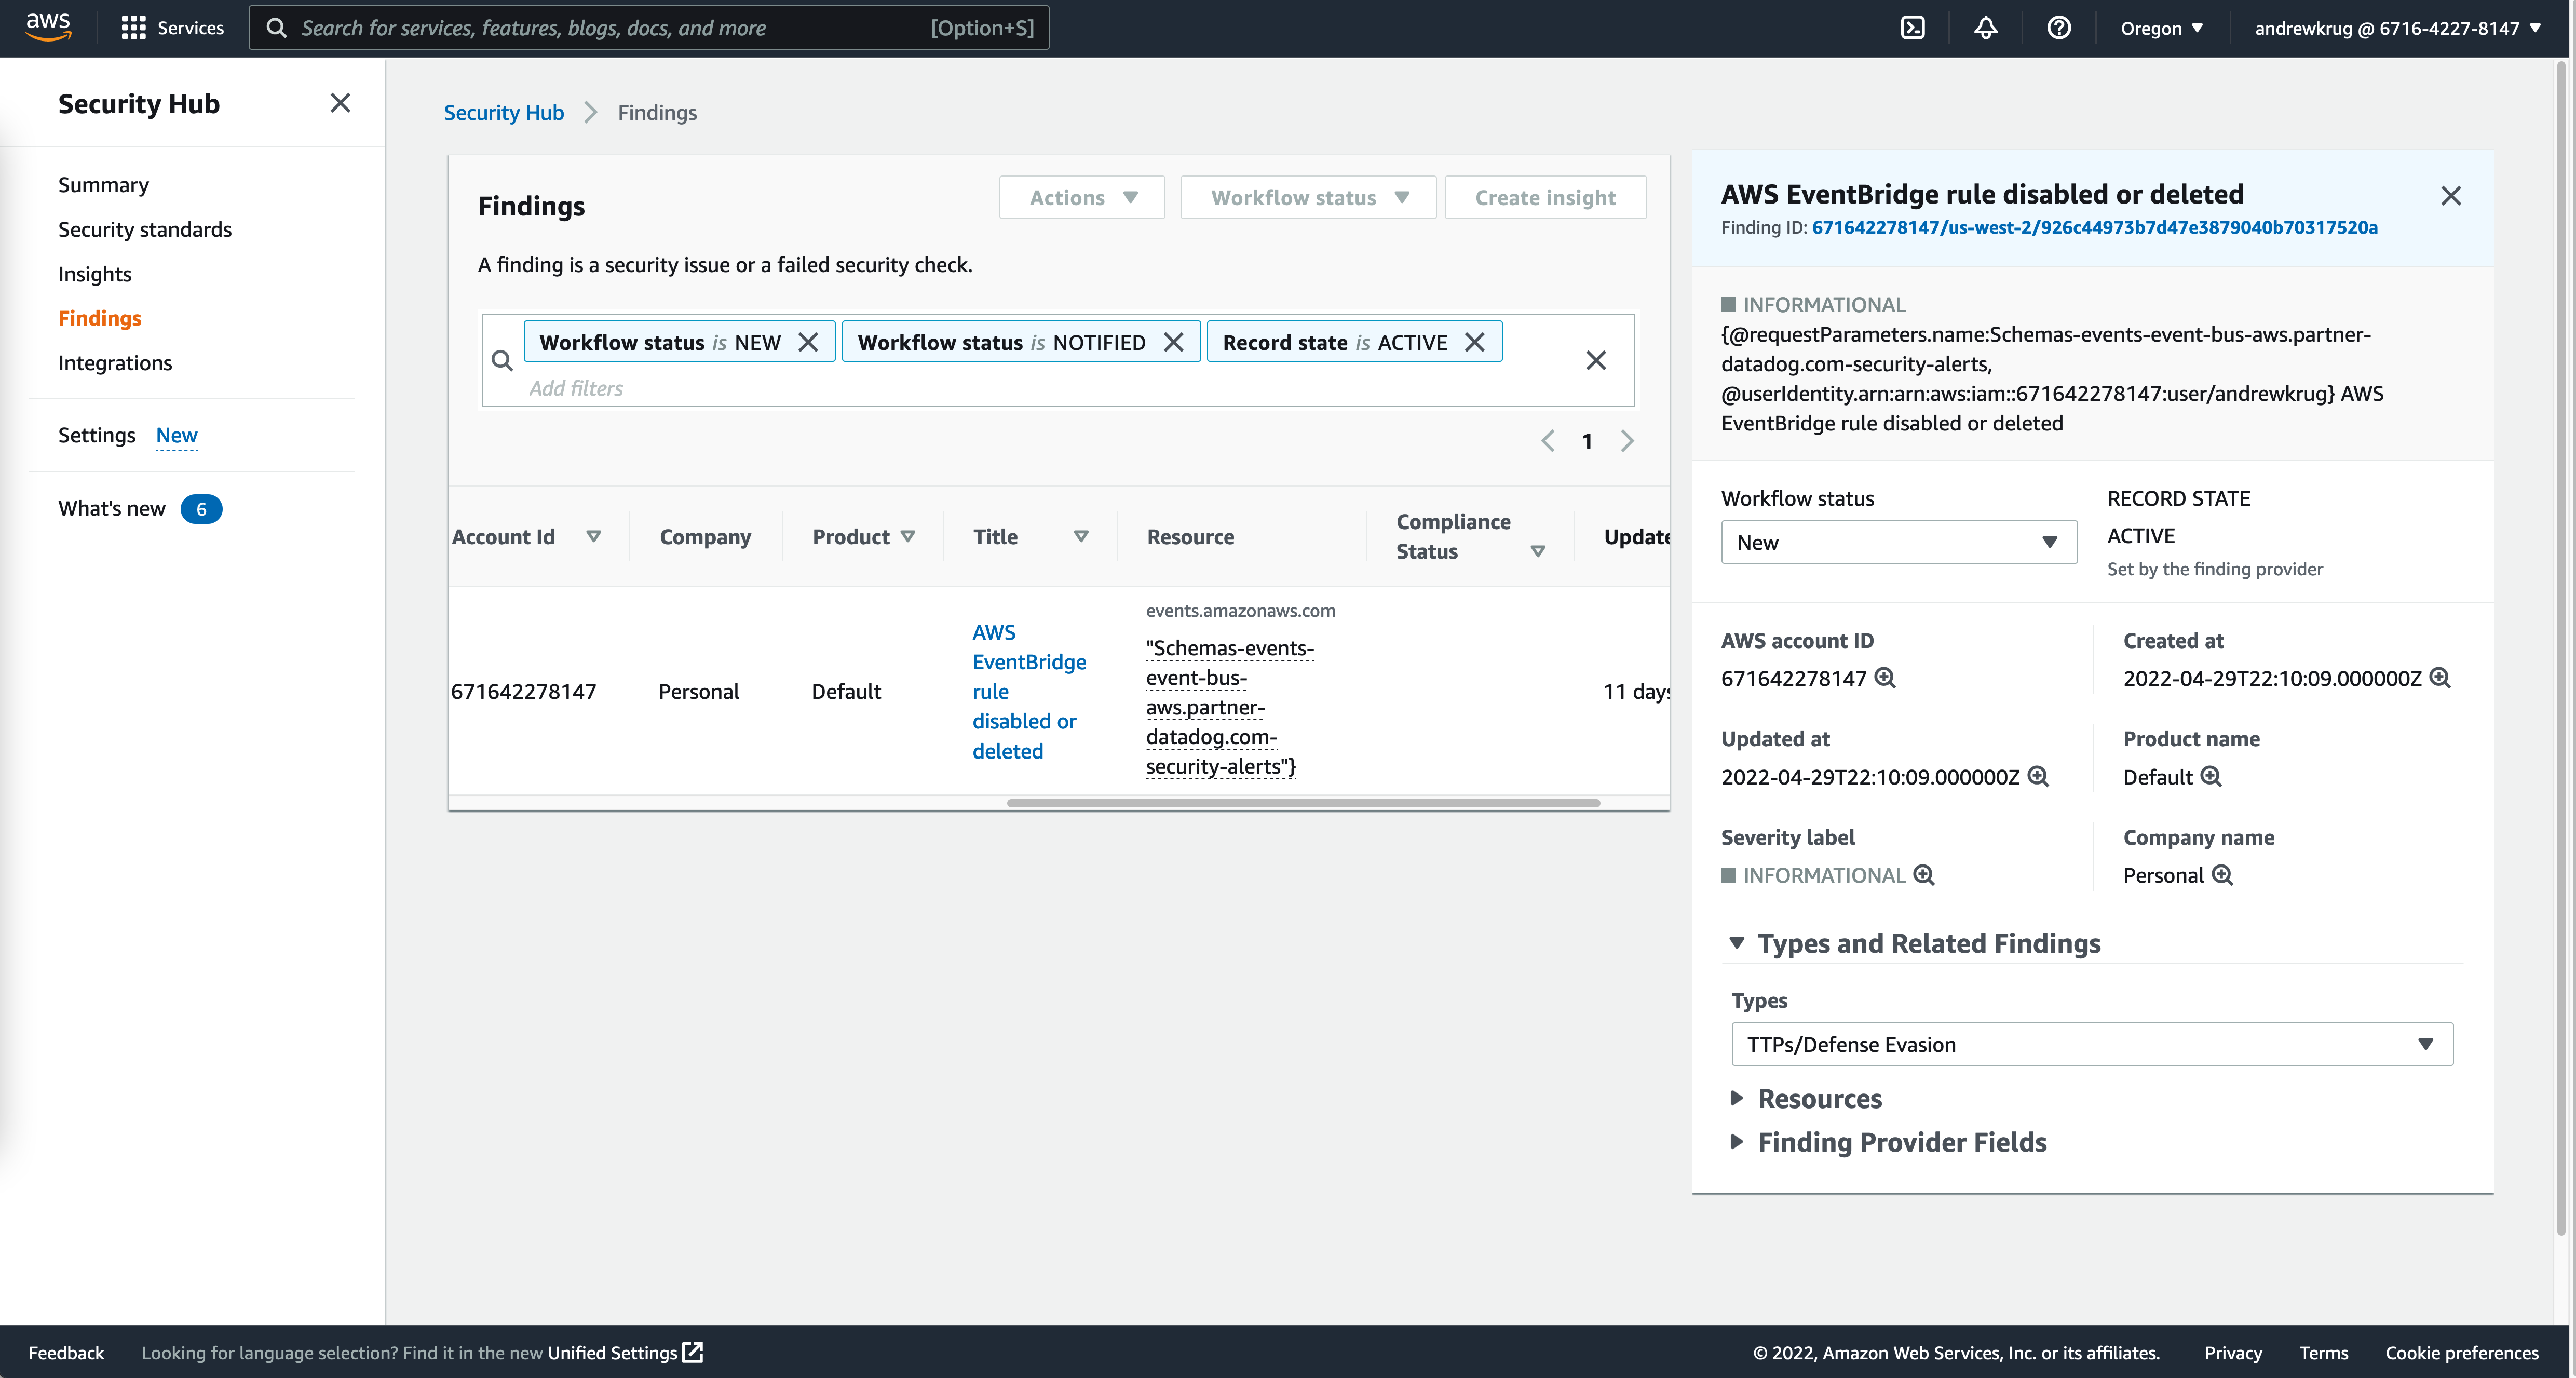 aws
Services
Search for services, features, blogs, docs, and more
[Option+S]
Oregon
andrewkrug @ 6716-4227-8147
Security Hub
Summary
Security standards
Insights
Findings
Integrations
Settings New
What's new 6
Security Hub Findings
Findings
Actions
Workflow status
Create insight
A finding is a security issue or a failed security check.
Workflow status is NEW
Workflow status is NOTIFIED
Record state is ACTIVE
Add filters
1
Account Id
Company
Product
Title
Resource
Compliance
Status
Update
671642278147
Personal
Default
AWS
EventBridge
rule
disabled or
deleted
events.amazonaws.com
"Schemas-events-
event-bus-
aws.partner-
datadog.com-
security-alerts"}
11 days
AWS EventBridge rule disabled or deleted
Finding ID: 671642278147/us-west-2/926c44973b7d47e3879040b70317520a
INFORMATIONAL
{@requestParameters.name:Schemas-events-event-bus-aws.partner-
datadog.com-security-alerts,
@userIdentity.arn:arn:aws:iam::671642278147:user/andrewkrug} AWS
EventBridge rule disabled or deleted
Workflow status
New
RECORD STATE
ACTIVE
Set by the finding provider
AWS account ID
671642278147
Created at
2022-04-29T22:10:09.000000Z
Updated at
2022-04-29T22:10:09.000000Z
Product name
Default
Severity label
INFORMATIONAL
Company name
Personal
Types and Related Findings
Types
TTPs/Defense Evasion
Resources
Finding Provider Fields
Feedback
Looking for language selection? Find it in the new Unified Settings
© 2022, Amazon Web Services, Inc. or its affiliates.
Privacy
Terms
Cookie preferences